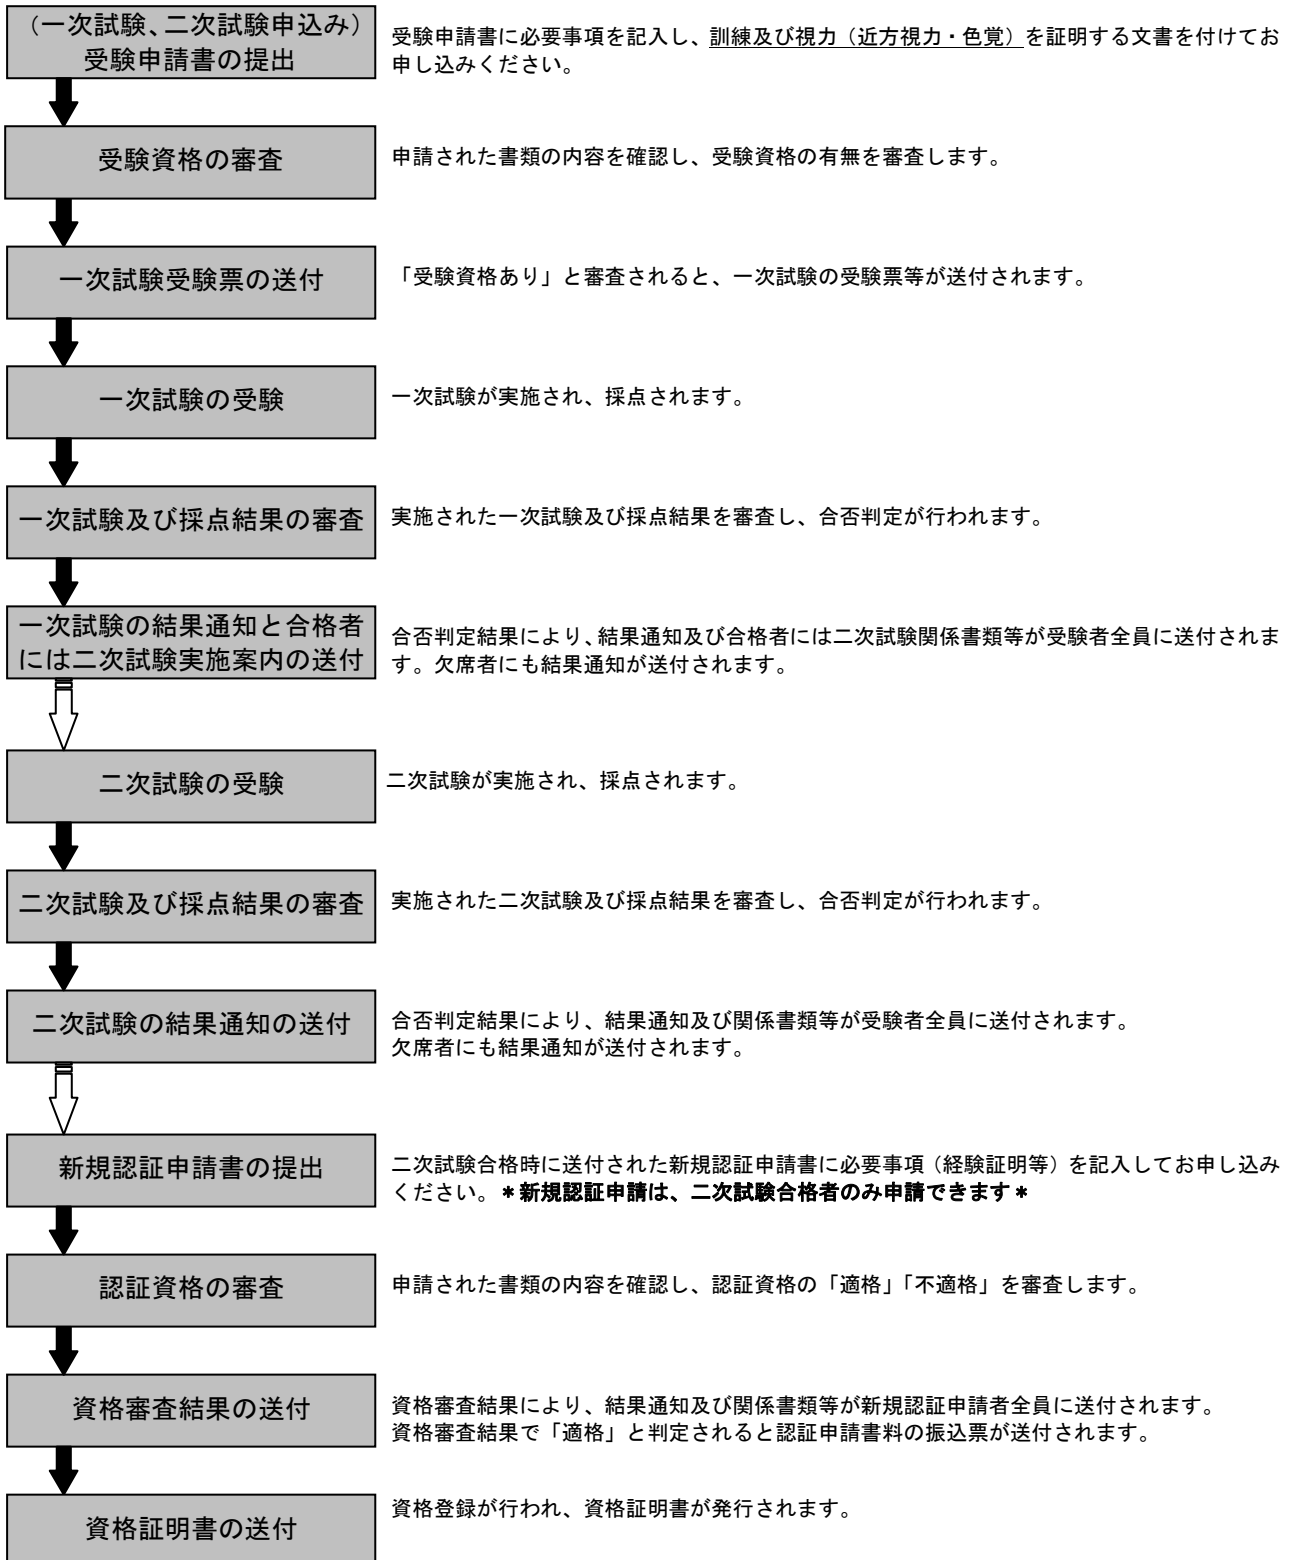 （一次試験、二次試験申込み）
受験申請書の提出
受験申請書に必要事項を記入し、訓練及び視力（近方視力・色覚）を証明する文書を付けてお
申し込みください。
受験資格の審査
申請された書類の内容を確認し、受験資格の有無を審査します。
一次試験受験票の送付
「受験資格あり」と審査されると、一次試験の受験票等が送付されます。
一次試験の受験
一次試験が実施され、採点されます。
一次試験及び採点結果の審査
実施された一次試験及び採点結果を審査し、合否判定が行われます。
一次試験の結果通知と合格者
には二次試験実施案内の送付
合否判定結果により、結果通知及び合格者には二次試験関係書類等が受験者全員に送付されま
す。欠席者にも結果通知が送付されます。
二次試験の受験
二次試験が実施され、採点されます。
二次試験及び採点結果の審査
実施された二次試験及び採点結果を審査し、合否判定が行われます。
二次試験の結果通知の送付
合否判定結果により、結果通知及び関係書類等が受験者全員に送付されます。
欠席者にも結果通知が送付されます。
新規認証申請書の提出
二次試験合格時に送付された新規認証申請書に必要事項（経験証明等）を記入してお申し込み
ください。＊新規認証申請は、二次試験合格者のみ申請できます＊
認証資格の審査
申請された書類の内容を確認し、認証資格の「適格」「不適格」を審査します。
資格審査結果の送付
資格審査結果により、結果通知及び関係書類等が新規認証申請者全員に送付されます。
資格審査結果で「適格」と判定されると認証申請書料の振込票が送付されます。
資格証明書の送付
資格登録が行われ、資格証明書が発行されます。